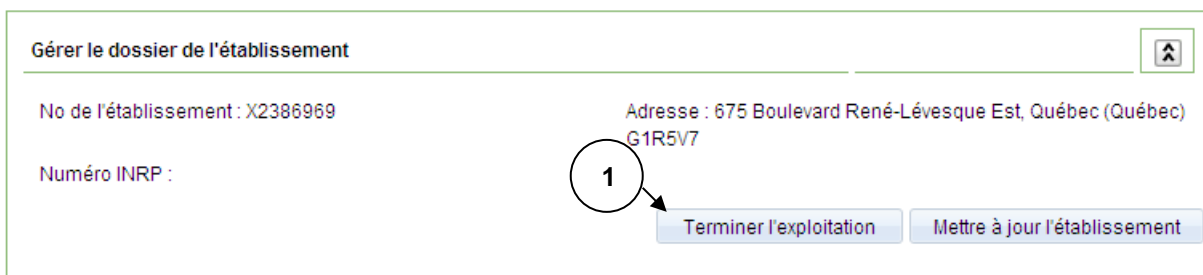 Gérer le dossier de l'établissement
No de l'établissement : X2386969
Adresse : 675 Boulevard René-Lévesque Est, Québec (Québec)
G1R5V7
Numéro INRP :
1
Terminer l'exploitation
Mettre à jour l'établissement